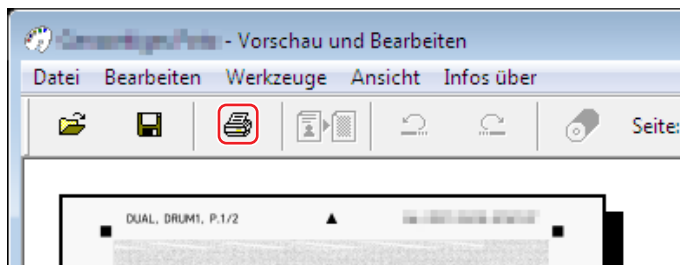 - Vorschau und Bearbeiten
Datei Bearbeiten Werkzeuge Ansicht Infos über
Seite:
DUAL, DRUM1, P.1/2